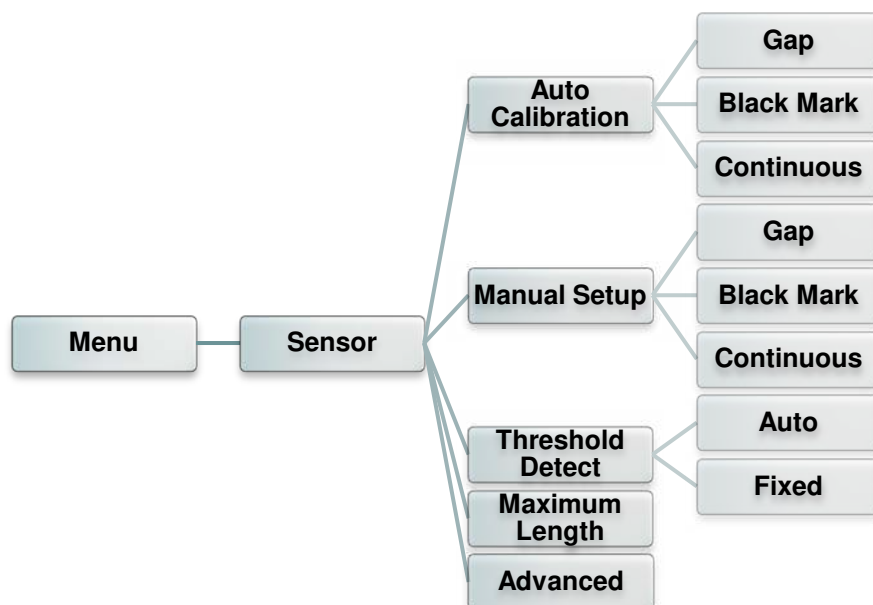 Menu
Sensor
Auto
Calibration
Gap
Black Mark
Continuous
Manual Setup
Gap
Black Mark
Continuous
Threshold
Detect
Auto
Fixed
Maximum
Length
Advanced